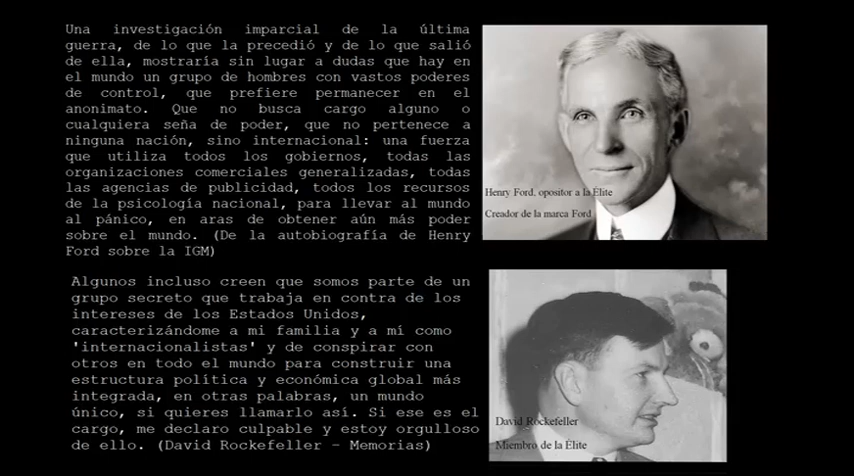 Una investigación imparcial de la última
guerra, de lo que la precedió y de lo que salió
de ella, mostraría sin lugar a dudas que hay en
el mundo un grupo de hombres con vastos poderes
de control, que prefiere permanecer en el
anonimato. Que no busca cargo alguno o
cualquiera seña de poder, que no pertenece a
ninguna nación, sino internacional: una fuerza
que utiliza todos los gobiernos, todas las
organizaciones comerciales generalizadas, todas
las agencias de publicidad, todos los recursos
de la psicología nacional, para llevar al mundo
al pánico, en aras de obtener aún más poder
sobre el mundo. (De la autobiografía de Henry
Ford sobre la IGM)
Henry Ford, opositor a la Élite
Creador de la marca Ford
Algunos incluso creen que somos parte de un
grupo secreto que trabaja en contra de los
intereses de los Estados Unidos,
caracterizándome a mi familia y a mí como
'internacionalistas' y de conspirar con
otros en todo el mundo para construir una
estructura política y económica global más
integrada, en otras palabras, un mundo
único, si quieres llamarlo así. Si ese es el
cargo, me declaro culpable y estoy orgulloso
de ello. (David Rockefeller – Memorias)
David Rockefeller
Miembro de la Élite